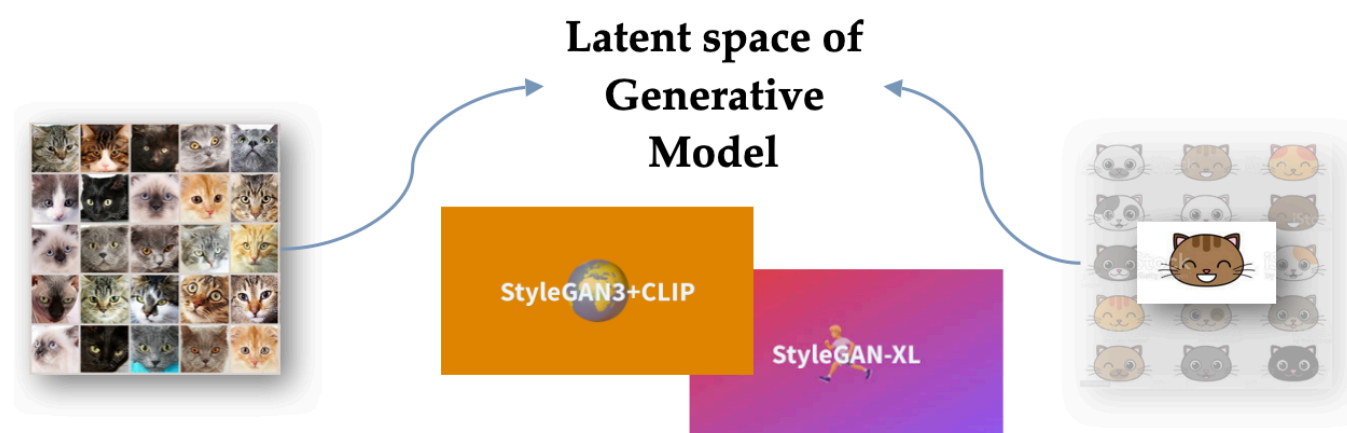 Latent space of
Generative
Model
StyleGAN3+CLIP
StyleGAN-XL